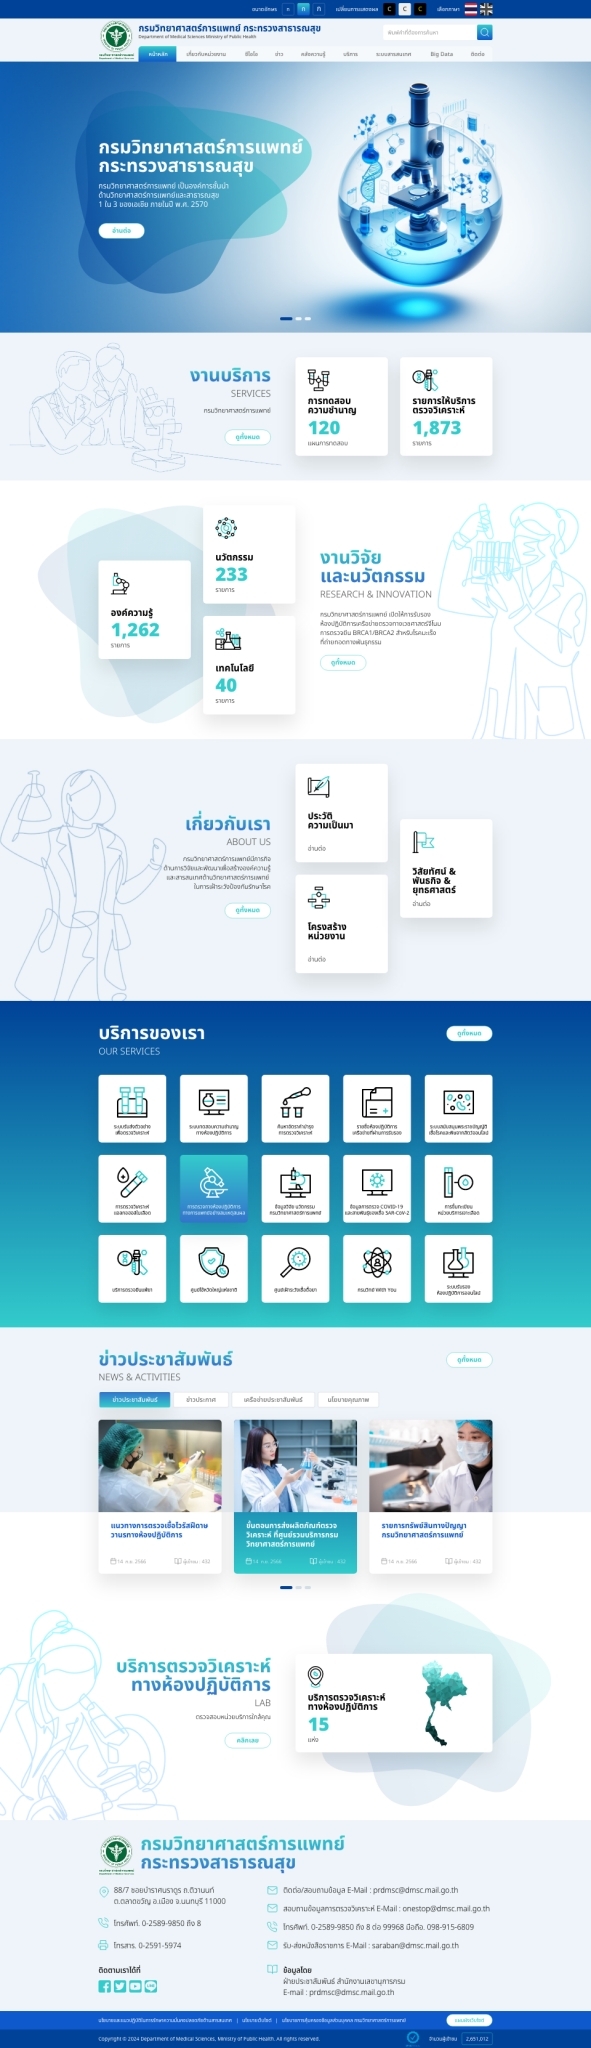 ขนาดอักษร ก ก ก เปลี่ยนการแสดงผล C C C เลือกภาษา
กรมวิทยาศาสตร์การแพทย์ กระทรวงสาธารณสุข
Department of Medical Sciences Ministry of Public Health
พิมพ์คำที่ต้องการค้นหา
หน้าหลัก เกี่ยวกับหน่วยงาน ซีโอโอ ข่าว คลังความรู้ บริการ ระบบสารสนเทศ Big Data ติดต่อ
กรมวิทยาศาสตร์การแพทย์
กระทรวงสาธารณสุข
กรมวิทยาศาสตร์การแพทย์ เป็นองค์การชั้นนำ
ด้านวิทยาศาสตร์การแพทย์และสาธารณสุข
1 ใน 3 ของเอเชีย ภายในปี พ.ศ. 2570
อ่านต่อ
งานบริการ
SERVICES
กรมวิทยาศาสตร์การแพทย์
ดูทั้งหมด
การทดสอบ
ความชำนาญ
120
แผนการทดสอบ
รายการให้บริการ
ตรวจวิเคราะห์
1,873
รายการ
นวัตกรรม
233
รายการ
องค์ความรู้
1,262
รายการ
เทคโนโลยี
40
รายการ
งานวิจัย
และนวัตกรรม
RESEARCH & INNOVATION
กรมวิทยาศาสตร์การแพทย์ เปิดให้การรับรอง
ห้องปฏิบัติการเครือข่ายตรวจทางเวชศาสตร์จีโนม
การตรวจยีน BRCA1/BRCA2 สำหรับโรคมะเร็ง
ที่ถ่ายทอดทางพันธุกรรม
ดูทั้งหมด
เกี่ยวกับเรา
ABOUT US
กรมวิทยาศาสตร์การแพทย์มีภารกิจ
ด้านการวิจัยและพัฒนาเพื่อสร้างองค์ความรู้
และสารสนเทศด้านวิทยาศาสตร์การแพทย์
ในการเฝ้าระวังป้องกันรักษาโรค
ดูทั้งหมด
ประวัติ
ความเป็นมา
อ่านต่อ
วิสัยทัศน์ &
พันธกิจ &
ยุทธศาสตร์
อ่านต่อ
โครงสร้าง
หน่วยงาน
อ่านต่อ
บริการของเรา
OUR SERVICES
ดูทั้งหมด
ระบบรับส่งตัวอย่าง
เพื่อตรวจวิเคราะห์
ระบบทดสอบความชำนาญ
ทางห้องปฏิบัติการ
ค้นหาอัตราค่าบำรุง
การตรวจวิเคราะห์
รายชื่อห้องปฏิบัติการ
เครือข่ายที่ผ่านการรับรอง
การตรวจวิเคราะห์
แอลกอฮอล์ในเลือด
ข้อมูลวิจัย นวัตกรรม
กรมวิทยาศาสตร์การแพทย์
ข้อมูลการตรวจ COVID-19
และสายพันธุ์ของเชื้อ SAR-CoV-2
การขึ้นทะเบียน
บริการตรวจยีนแพ้ยา
ศูนย์ไข้หวัดใหญ่แห่งชาติ
ศูนย์เฝ้าระวังเชื้อดื้อยา
กรมวิทย์ With You
ระบบรับรอง
ห้องปฏิบัติการออนไลน์
ข่าวประชาสัมพันธ์
NEWS & ACTIVITIES
ดูทั้งหมด
ข่าวประชาสัมพันธ์ ข่าวประกาศ เครือข่ายประชาสัมพันธ์ นโยบายคุณภาพ
แนวทางการตรวจเชื้อไวรัสฝีดาษ
วานรทางห้องปฏิบัติการ
14 ก.ค. 2566 ผู้เข้าชม : 433
ขั้นตอนการส่งผลิตภัณฑ์ตรวจ
วิเคราะห์ ที่ศูนย์รวมบริการกรม
วิทยาศาสตร์การแพทย์
14 ก.ค. 2566 ผู้เข้าชม : 432
รายการทรัพย์สินทางปัญญา
กรมวิทยาศาสตร์การแพทย์
14 ก.ค. 2566 ผู้เข้าชม : 432
บริการตรวจวิเคราะห์
ทางห้องปฏิบัติการ
LAB
ตรวจสอบหน่วยบริการใกล้คุณ
คลิกเลย
บริการตรวจวิเคราะห์
ทางห้องปฏิบัติการ
15
แห่ง
กรมวิทยาศาสตร์การแพทย์
กระทรวงสาธารณสุข
88/7 ซอยบำราศนราดูร ถ.ติวานนท์
ต.ตลาดขวัญ อ.เมือง จ.นนทบุรี 11000
โทรศัพท์. 0-2589-9850 ถึง 8
โทรสาร. 0-2591-5974
ติดตามเราได้ที่
ติดต่อ/สอบถามข้อมูล E-Mail : prdmsc@dmsc.mail.go.th
สอบถามข้อมูลการตรวจวิเคราะห์ E-Mail : onestop@dmsc.mail.go.th
โทรศัพท์. 0-2589-9850 ถึง 8 ต่อ 99968 มือถือ. 098-915-6809
รับ-ส่งหนังสือราชการ E-Mail : saraban@dmsc.mail.go.th
ข้อมูลโดย
ฝ่ายประชาสัมพันธ์ สำนักงานเลขานุการกรม
E-mail : prdmsc@dmsc.mail.go.th
นโยบายเว็บไซต์
Copyright © 2024 Department of Medical Sciences, Ministry of Public Health. All rights reserved.
จำนวนผู้เข้าชม 2,651,012